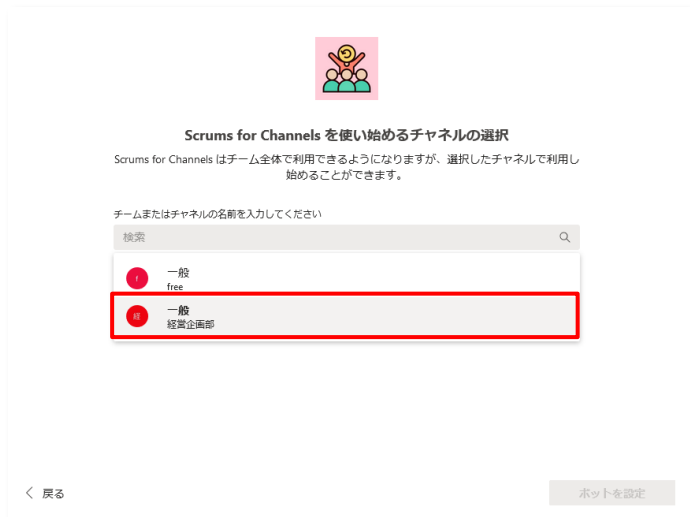 Scrums for Channels を使い始めるチャネルの選択
Scrums for Channels はチーム全体で利用できるようになりますが、選択したチャネルで利用し
始めることができます。
チームまたはチャネルの名前を入力してください
検索
f
一般
free
経
一般
経営企画部
戻る
ボットを設定